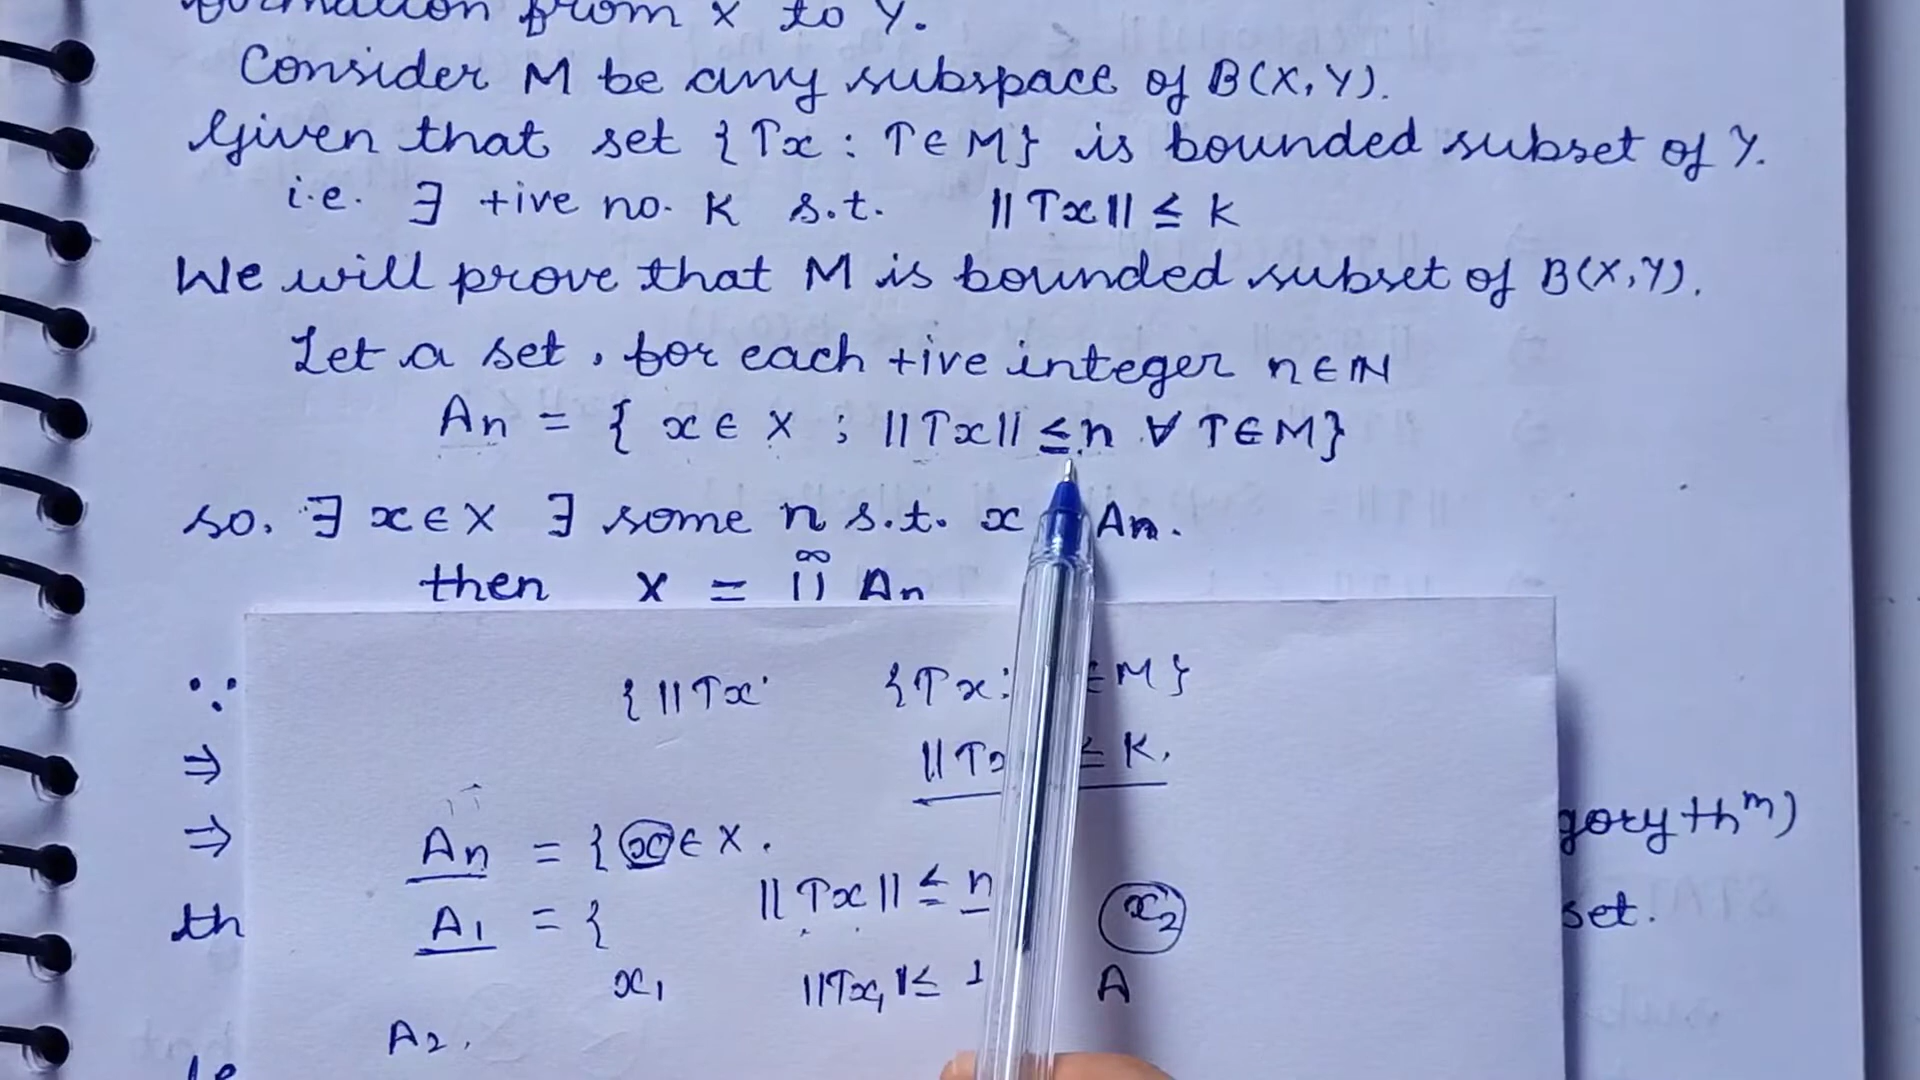 formation from X to Y.
Consider M be any subspace of B(X,Y).
Given that set {Tx : T∈M} is bounded subset of Y.
i.e. ∃ +ive no. K s.t. ||Tx|| ≤ K
We will prove that M is bounded subset of B(X,Y).
Let a set, for each +ive integer n∈ℕ
An = { x∈ X ; ||Tx|| ≤n ∀ T∈M}
so. ∃ x∈X ∃ some n s.t. x An.
∞
then X = An
∵ {||Tx {Tx: ∈M}
⇒ ||Tx ≤ K.
⇒ An = {x∈ X. gory thᵐ)
||Tx|| ≤ n
th A1 = { x2 set.
x1 ||Tx1 ||≤ 1 A
A2.